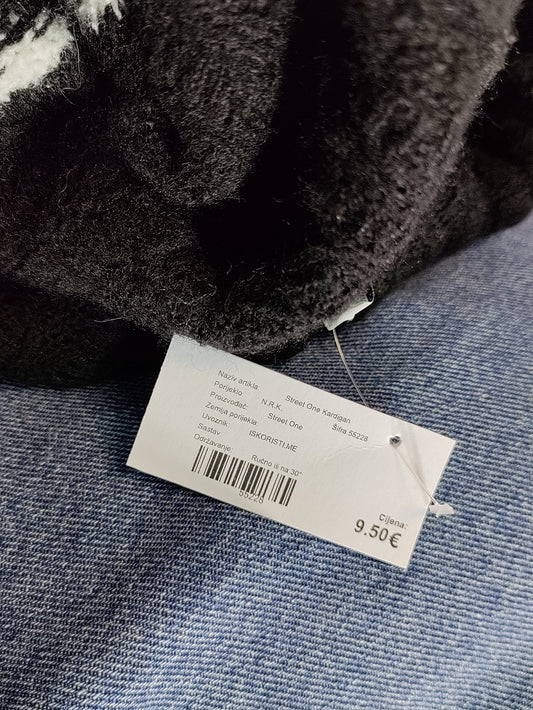 Naziv artikla: Street One Kardigan
Porijeklo N.R.K. Šifra 55228
Proizvođač: Street One
Zemlja porijekla:
Uvoznik: ISKORISTI.ME
Sastav
Održavanje: Ručno ili na 30°
55228
Cijena:
9.50€